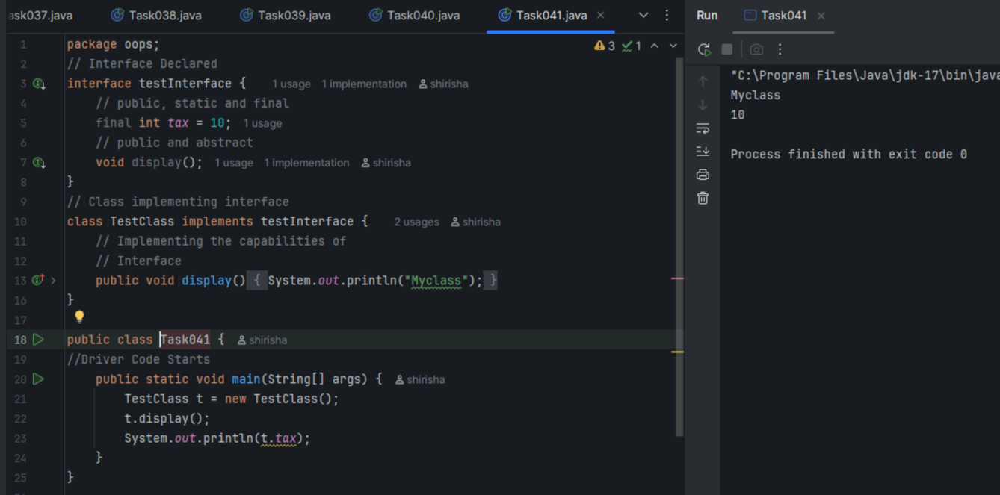 ask037.java Task038.java Task039.java Task040.java Task041.java
Run Task041
1 package oops;
3 1
2 // Interface Declared
3 interface testInterface { 1 usage 1 implementation shirisha
4 // public, static and final
5 final int tax = 10; 1 usage
6 // public and abstract
7 void display(); 1 usage 1 implementation shirisha
8 }
9 // Class implementing interface
10 class TestClass implements testInterface { 2 usages shirisha
11 // Implementing the capabilities of
12 // Interface
13 public void display() { System.out.println("Myclass"); }
16 }
17
18 public class Task041 { shirisha
19 //Driver Code Starts
20 public static void main(String[] args) { shirisha
21 TestClass t = new TestClass();
22 t.display();
23 System.out.println(t.tax);
24 }
25 }
"C:\Program Files\Java\jdk-17\bin\java
Myclass
10
Process finished with exit code 0